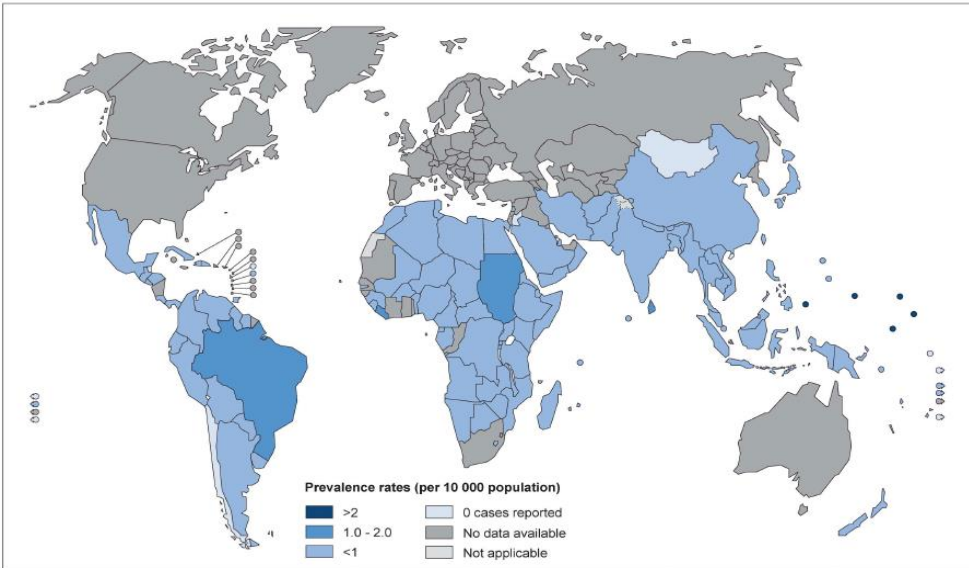 Prevalence rates (per 10 000 population)
>2
1.0 - 2.0
<1
0 cases reported
No data available
Not applicable